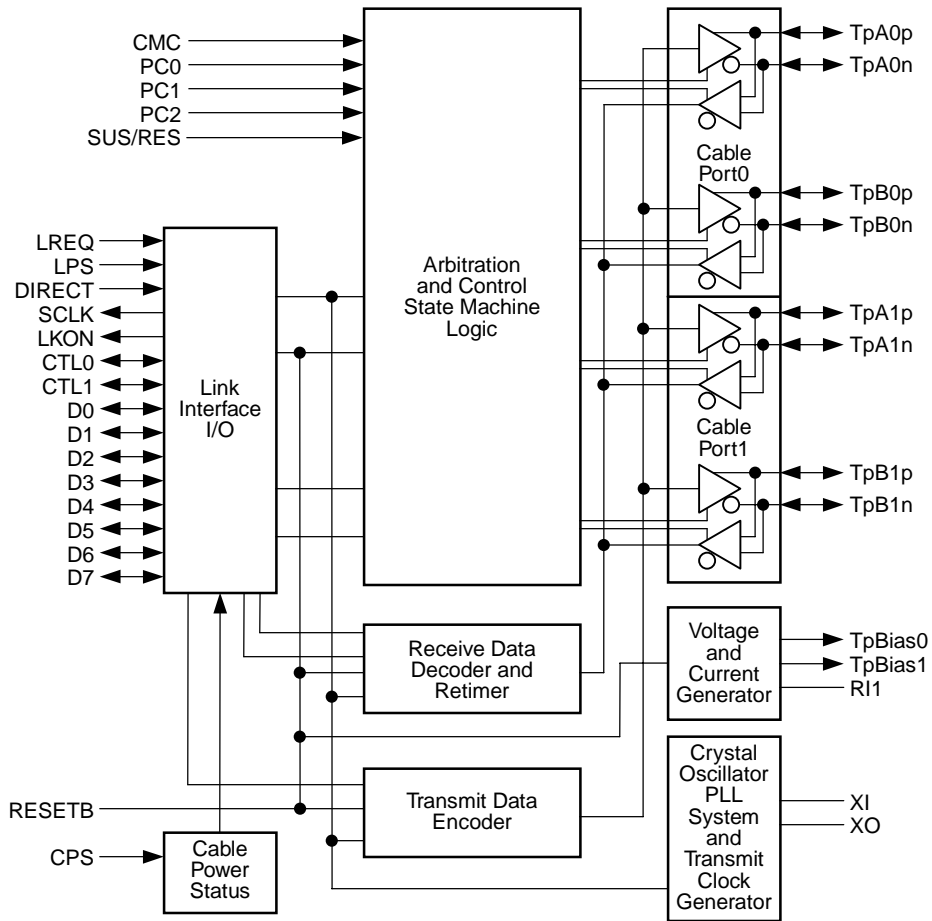 CMC
PC0
PC1
PC2
SUS/RES
LREQ
LPS
DIRECT
SCLK
LKON
CTL0
CTL1
D0
D1
D2
D3
D4
D5
D6
D7
Link
Interface
I/O
Arbitration
and Control
State Machine
Logic
TpA0p
TpA0n
Cable
Port0
TpB0p
TpB0n
TpA1p
TpA1n
Cable
Port1
TpB1p
TpB1n
Receive Data
Decoder and
Retimer
Voltage
and
Current
Generator
TpBias0
TpBias1
RI1
RESETB
Transmit Data
Encoder
Crystal
Oscillator
PLL
System
and
Transmit
Clock
Generator
XI
XO
CPS
Cable
Power
Status